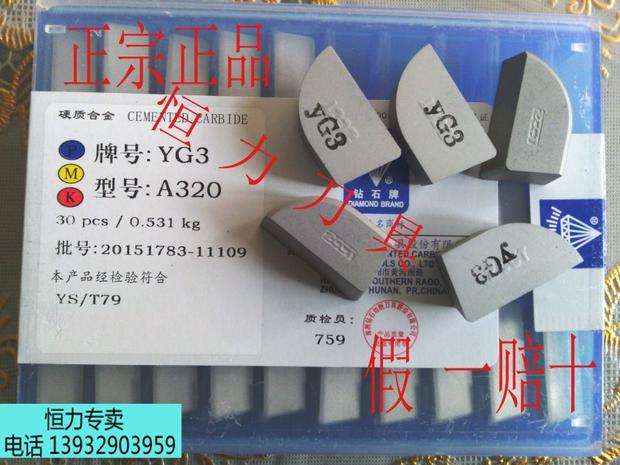 正宗正品
恒力刀具
硬质合金 CEMENTED CARBIDE
P
牌号: YG3
M
K
型号: A320
30 pcs / 0.531 kg
批号: 20151783-11109
本产品经检验符合
YS/T79
钻石牌
DIAMOND BRAND
质检员:
759
HUNAN, PR.CHINA
YG3
YG3
假一赔十
恒力专卖
电话 13932903959